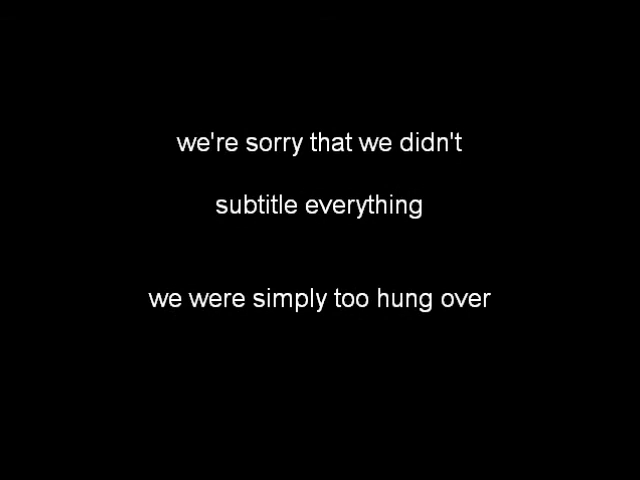 we're sorry that we didn't
subtitle everything
we were simply too hung over